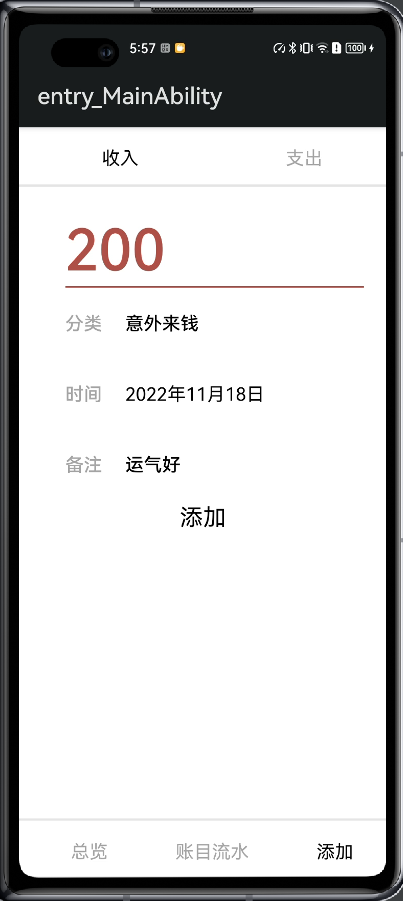 5:57 100
entry_MainAbility
收入 支出
200
分类 意外来钱
时间 2022年11月18日
备注 运气好
添加
总览 账目流水 添加